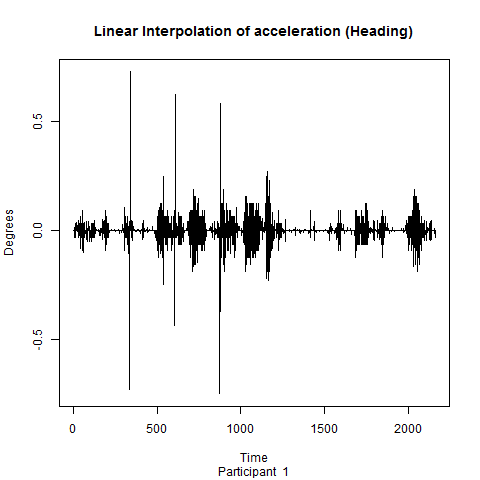 Linear Interpolation of acceleration (Heading)
0.5
0.0
-0.5
Degrees
0 500 1000 1500 2000
Time
Participant 1